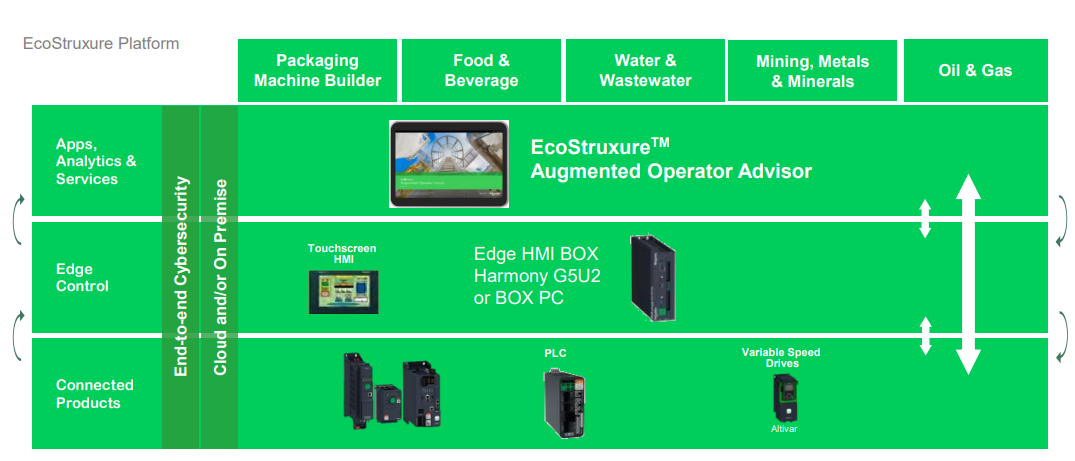 EcoStruxure Platform
Packaging
Machine Builder
Food &
Beverage
Water &
Wastewater
Mining, Metals
& Minerals
Oil & Gas
Apps,
Analytics &
Services
End-to-end Cybersecurity
Cloud and/or On Premise
EcoStruxure™
Augmented Operator Advisor
Edge
Control
Touchscreen
HMI
Edge HMI BOX
Harmony G5U2
or BOX PC
Connected
Products
PLC
Variable Speed
Drives
Altivar